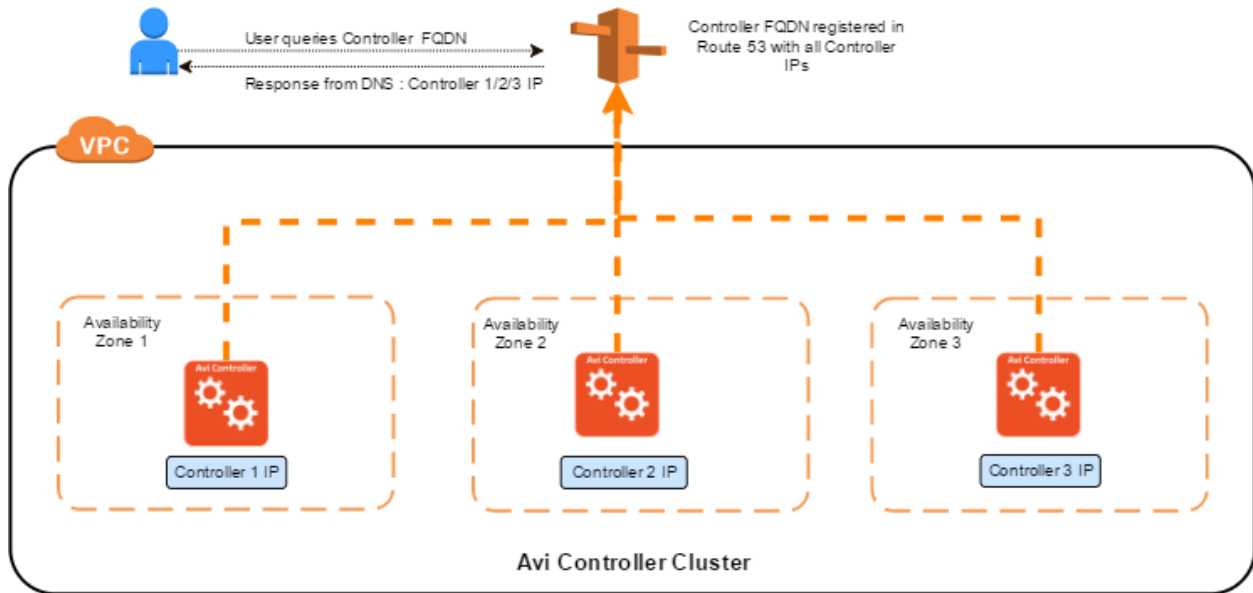 User queries Controller FQDN
Response from DNS : Controller 1/2/3 IP
Controller FQDN registered in
Route 53 with all Controller
IPs
VPC
Availability
Zone 1
Avi Controller
Controller 1 IP
Availability
Zone 2
Avi Controller
Controller 2 IP
Availability
Zone 3
Avi Controller
Controller 3 IP
Avi Controller Cluster